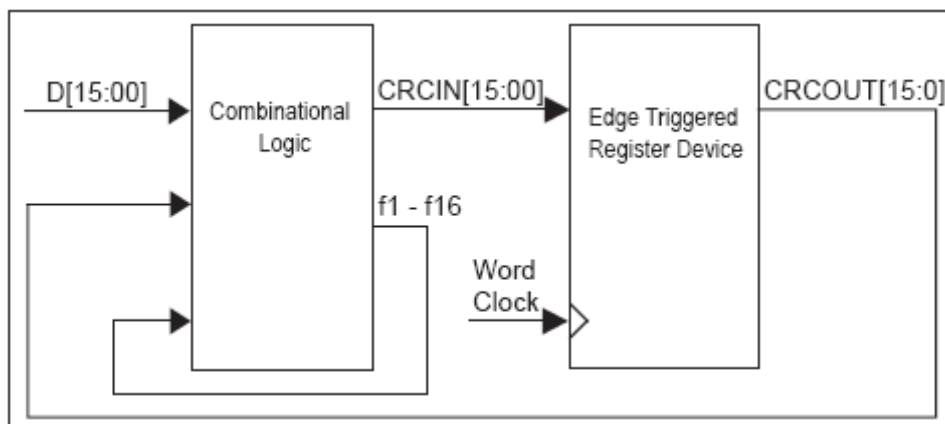 D[15:00]
Combinational
Logic
CRCIN[15:00]
f1 - f16
Word
Clock
Edge Triggered
Register Device
CRCOUT[15:0]